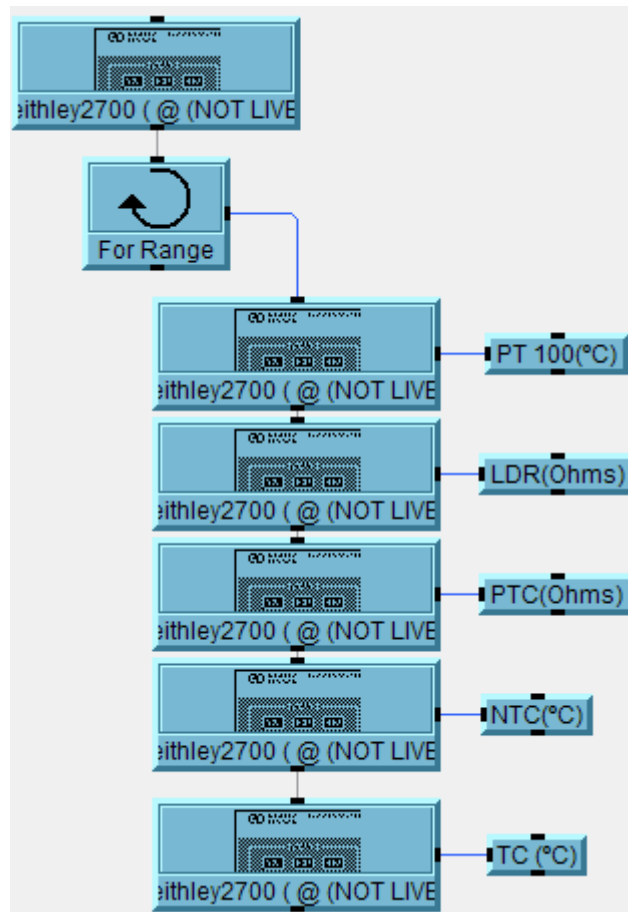 eithley2700 ( @ (NOT LIVE
For Range
eithley2700 ( @ (NOT LIVE
PT 100(ºC)
eithley2700 ( @ (NOT LIVE
LDR(Ohms)
eithley2700 ( @ (NOT LIVE
PTC(Ohms)
eithley2700 ( @ (NOT LIVE
NTC(ºC)
eithley2700 ( @ (NOT LIVE
TC (ºC)